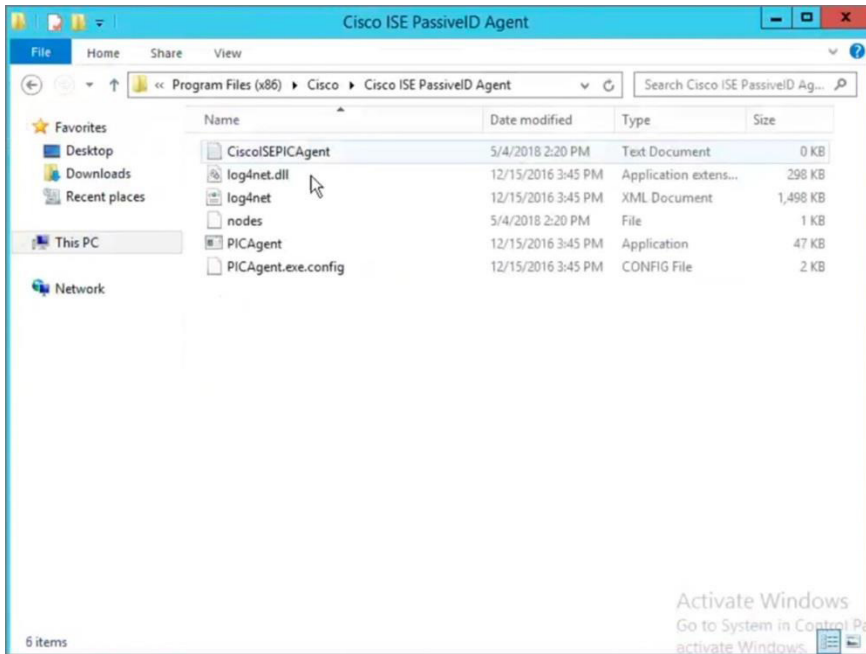 Cisco ISE PassiveID Agent
File Home Share View
« Program Files (x86) Cisco Cisco ISE PassiveID Agent Search Cisco ISE PassiveID Ag...
Name Date modified Type Size
Favorites
Desktop
Downloads
Recent places
This PC
Network
CiscoISEPICAgent 5/4/2018 2:20 PM Text Document 0 KB
log4net.dll 12/15/2016 3:45 PM Application extens... 298 KB
log4net 12/15/2016 3:45 PM XML Document 1,498 KB
nodes 5/4/2018 2:20 PM File 1 KB
PICAgent 12/15/2016 3:45 PM Application 47 KB
PICAgent.exe.config 12/15/2016 3:45 PM CONFIG File 2 KB
Activate Windows
Go to System in Control Pa
activate Windows.
6 items